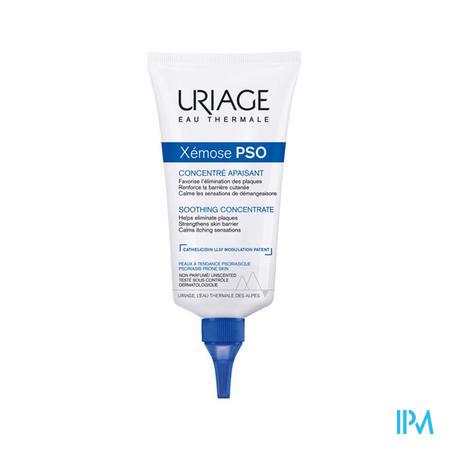 URIAGE
EAU THERMALE
Xémose PSO
CONCENTRÉ APAISANT
Favorise l'élimination des plaques
Renforce la barrière cutanée
Calme les sensations de démangeaisons
SOOTHING CONCENTRATE
Helps eliminate plaques
Strengthens skin barrier
Calms itching sensations
CATHELICIDIN LL37 MODULATION PATENT
PEAUX À TENDANCE PSORIASIQUE
PSORIASIS PRONE SKIN
NON PARFUMÉ/ UNSCENTED
TESTÉ SOUS CONTRÔLE
DERMATOLOGIQUE
URIAGE, L'EAU THERMALE DES ALPES
IPM